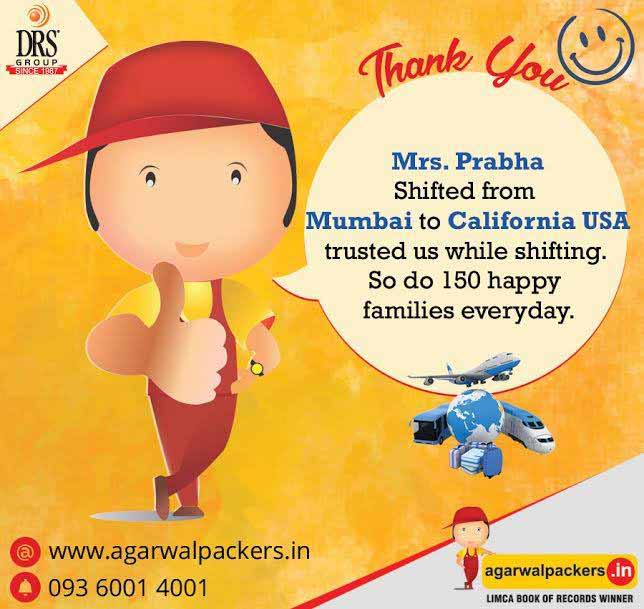 DRS®
GROUP
SINCE 1987
Thank You
Mrs. Prabha
Shifted from
Mumbai to California USA
trusted us while shifting.
So do 150 happy
families everyday.
@ www.agarwalpackers.in
093 6001 4001
agarwalpackers.in
LIMCA BOOK OF RECORDS WINNER